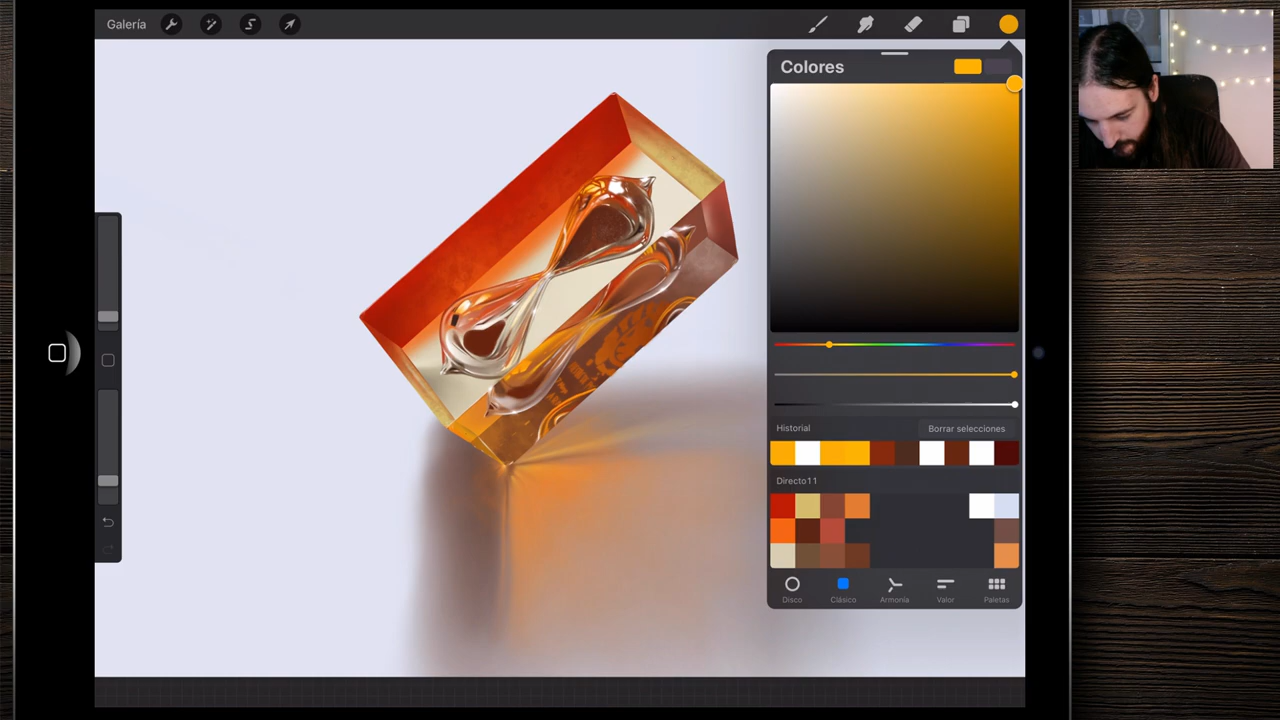 Galería
Colores
Historial
Borrar selecciones
Directo11
Disco
Clásico
Armonía
Valor
Paletas